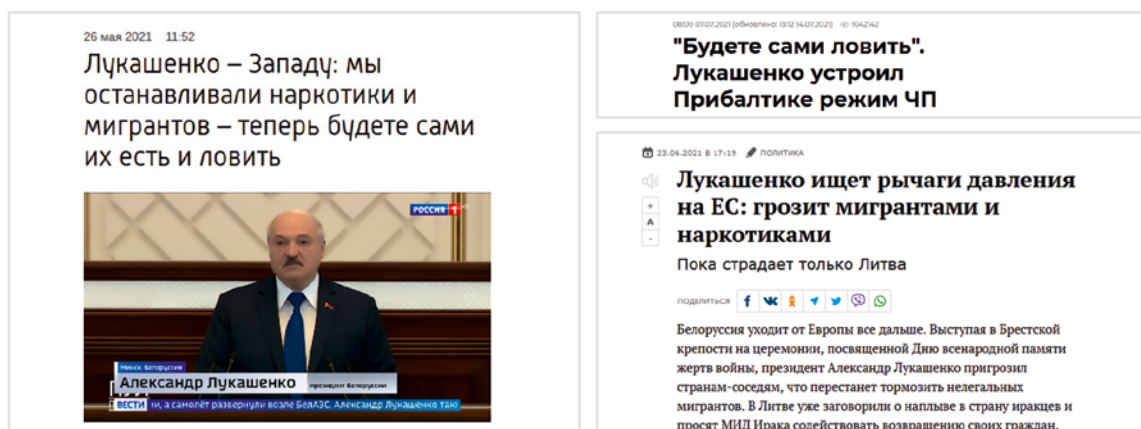 26 мая 2021 11:52
Лукашенко – Западу: мы
останавливали наркотики и
мигрантов – теперь будете сами
их есть и ловить
РОССИЯ 1
Минск. Белоруссия
Александр Лукашенко президент Белоруссии
ВЕСТИ ни, а самолёт развернули возле БелАЭС. Александр Лукашенко так
08:00 07.07.2021 (обновлено: 13:12 14.07.2021) 1042142
"Будете сами ловить".
Лукашенко устроил
Прибалтике режим ЧП
23.06.2021 В 17:19 ПОЛИТИКА
+
А
-
Лукашенко ищет рычаги давления
на ЕС: грозит мигрантами и
наркотиками
Пока страдает только Литва
ПОДЕЛИТЬСЯ
Белоруссия уходит от Европы все дальше. Выступая в Брестской
крепости на церемонии, посвященной Дню всенародной памяти
жертв войны, президент Александр Лукашенко пригрозил
странам-соседям, что перестанет тормозить нелегальных
мигрантов. В Литве уже заговорили о наплыве в страну иракцев и
просят МИД Ирака содействовать возвращению своих граждан.